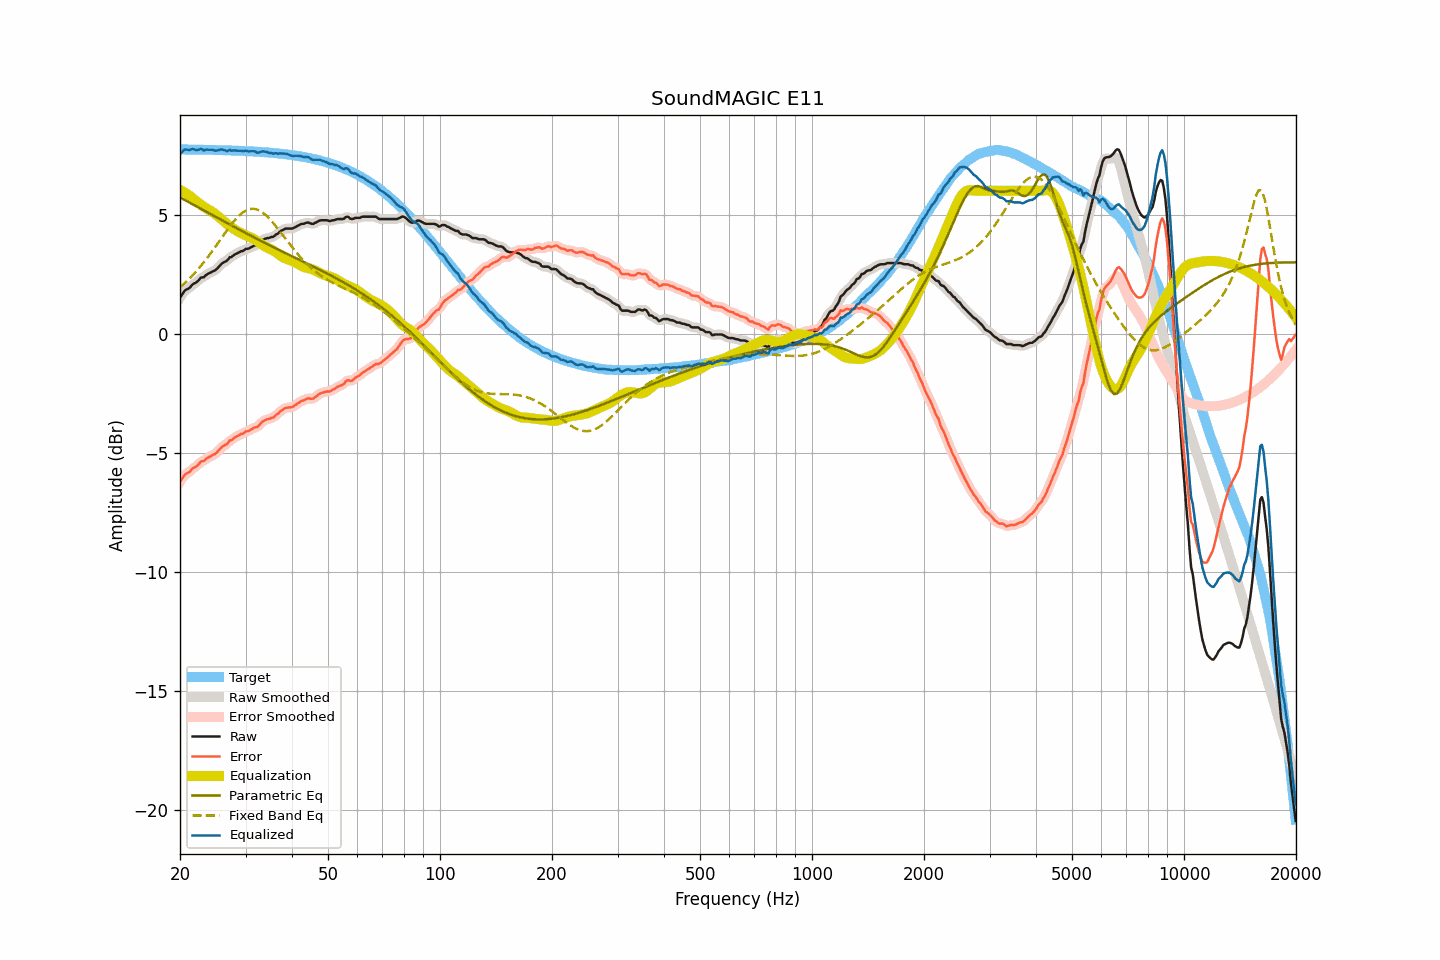 SoundMAGIC E11
Amplitude (dBr)
5
0
−5
−10
−15
−20
Target
Raw Smoothed
Error Smoothed
Raw
Error
Equalization
Parametric Eq
Fixed Band Eq
Equalized
20 50 100 200 500 1000 2000 5000 10000 20000
Frequency (Hz)